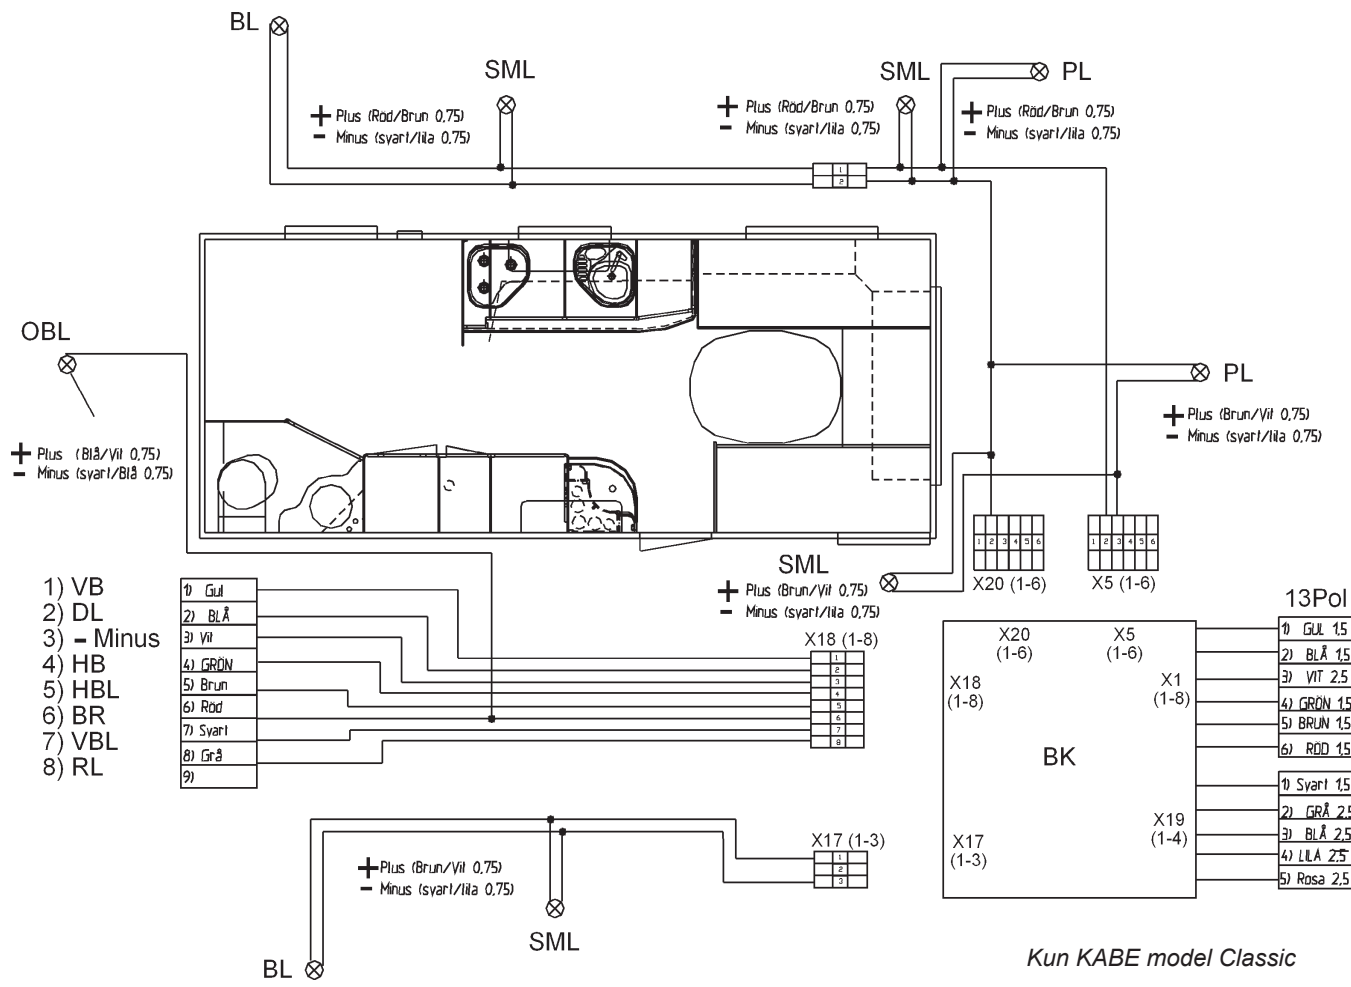 BL
SML
SML
PL
Plus (Röd/Brun 0,75)
Minus (svart/lila 0,75)
Plus (Röd/Brun 0,75)
Minus (svart/lila 0,75)
Plus (Röd/Brun 0,75)
Minus (svart/lila 0,75)
1
2
OBL
Plus (Blå/Vit 0,75)
Minus (svart/Blå 0,75)
PL
Plus (Brun/Vit 0,75)
Minus (svart/lila 0,75)
1 2 3 4 5 6
X20 (1-6)
1 2 3 4 5 6
X5 (1-6)
SML
Plus (Brun/Vit 0,75)
Minus (svart/lila 0,75)
1) VB
2) DL
3) - Minus
4) HB
5) HBL
6) BR
7) VBL
8) RL
1) Gul
2) BLÅ
3) Vit
4) GRÖN
5) Brun
6) Röd
7) Svart
8) Grå
9)
X18 (1-8)
1
2
3
4
5
6
7
8
X20
(1-6)
X5
(1-6)
X18
(1-8)
X1
(1-8)
BK
X17
(1-3)
X19
(1-4)
13Pol
1) GUL 1,5
2) BLÅ 1,5
3) VIT 2,5
4) GRÖN 1,5
5) BRUN 1,5
6) RÖD 1,5
1) Svart 1,5
2) GRÅ 2,5
3) BLÅ 2,5
4) LILA 2,5
5) Rosa 2,5
X17 (1-3)
1
2
3
Plus (Brun/Vit 0,75)
Minus (svart/lila 0,75)
SML
BL
Kun KABE model Classic